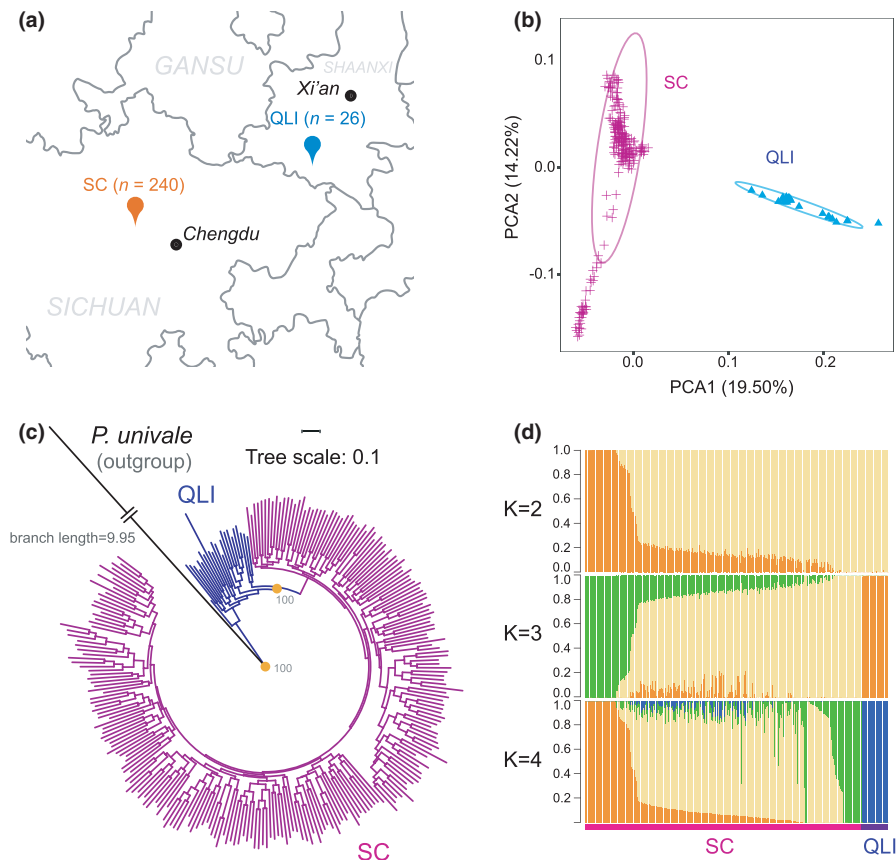 (a)
GANSU
SHAANXI
Xi'an
QLI (n = 26)
SC (n = 240)
Chengdu
SICHUAN
(b)
0.1
0.0
-0.1
PCA2 (14.22%)
SC
QLI
0.0
0.1
0.2
PCA1 (19.50%)
(c)
P. univale
(outgroup)
Tree scale: 0.1
QLI
branch length=9.95
100
100
SC
(d)
K=2
1.0
0.8
0.6
0.4
0.2
0.0
K=3
1.0
0.8
0.6
0.4
0.2
0.0
K=4
1.0
0.8
0.6
0.4
0.2
SC
QLI